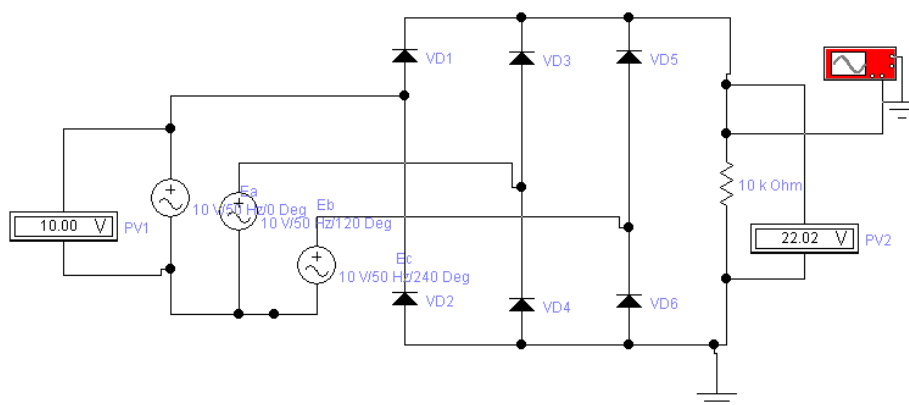 VD1
VD3
VD5
Ea
10 V/50 Hz/0 Deg
10.00 V
PV1
Eb
10 V/50 Hz/120 Deg
10 k Ohm
22.02 V
PV2
Ec
10 V/50 Hz/240 Deg
VD2
VD4
VD6